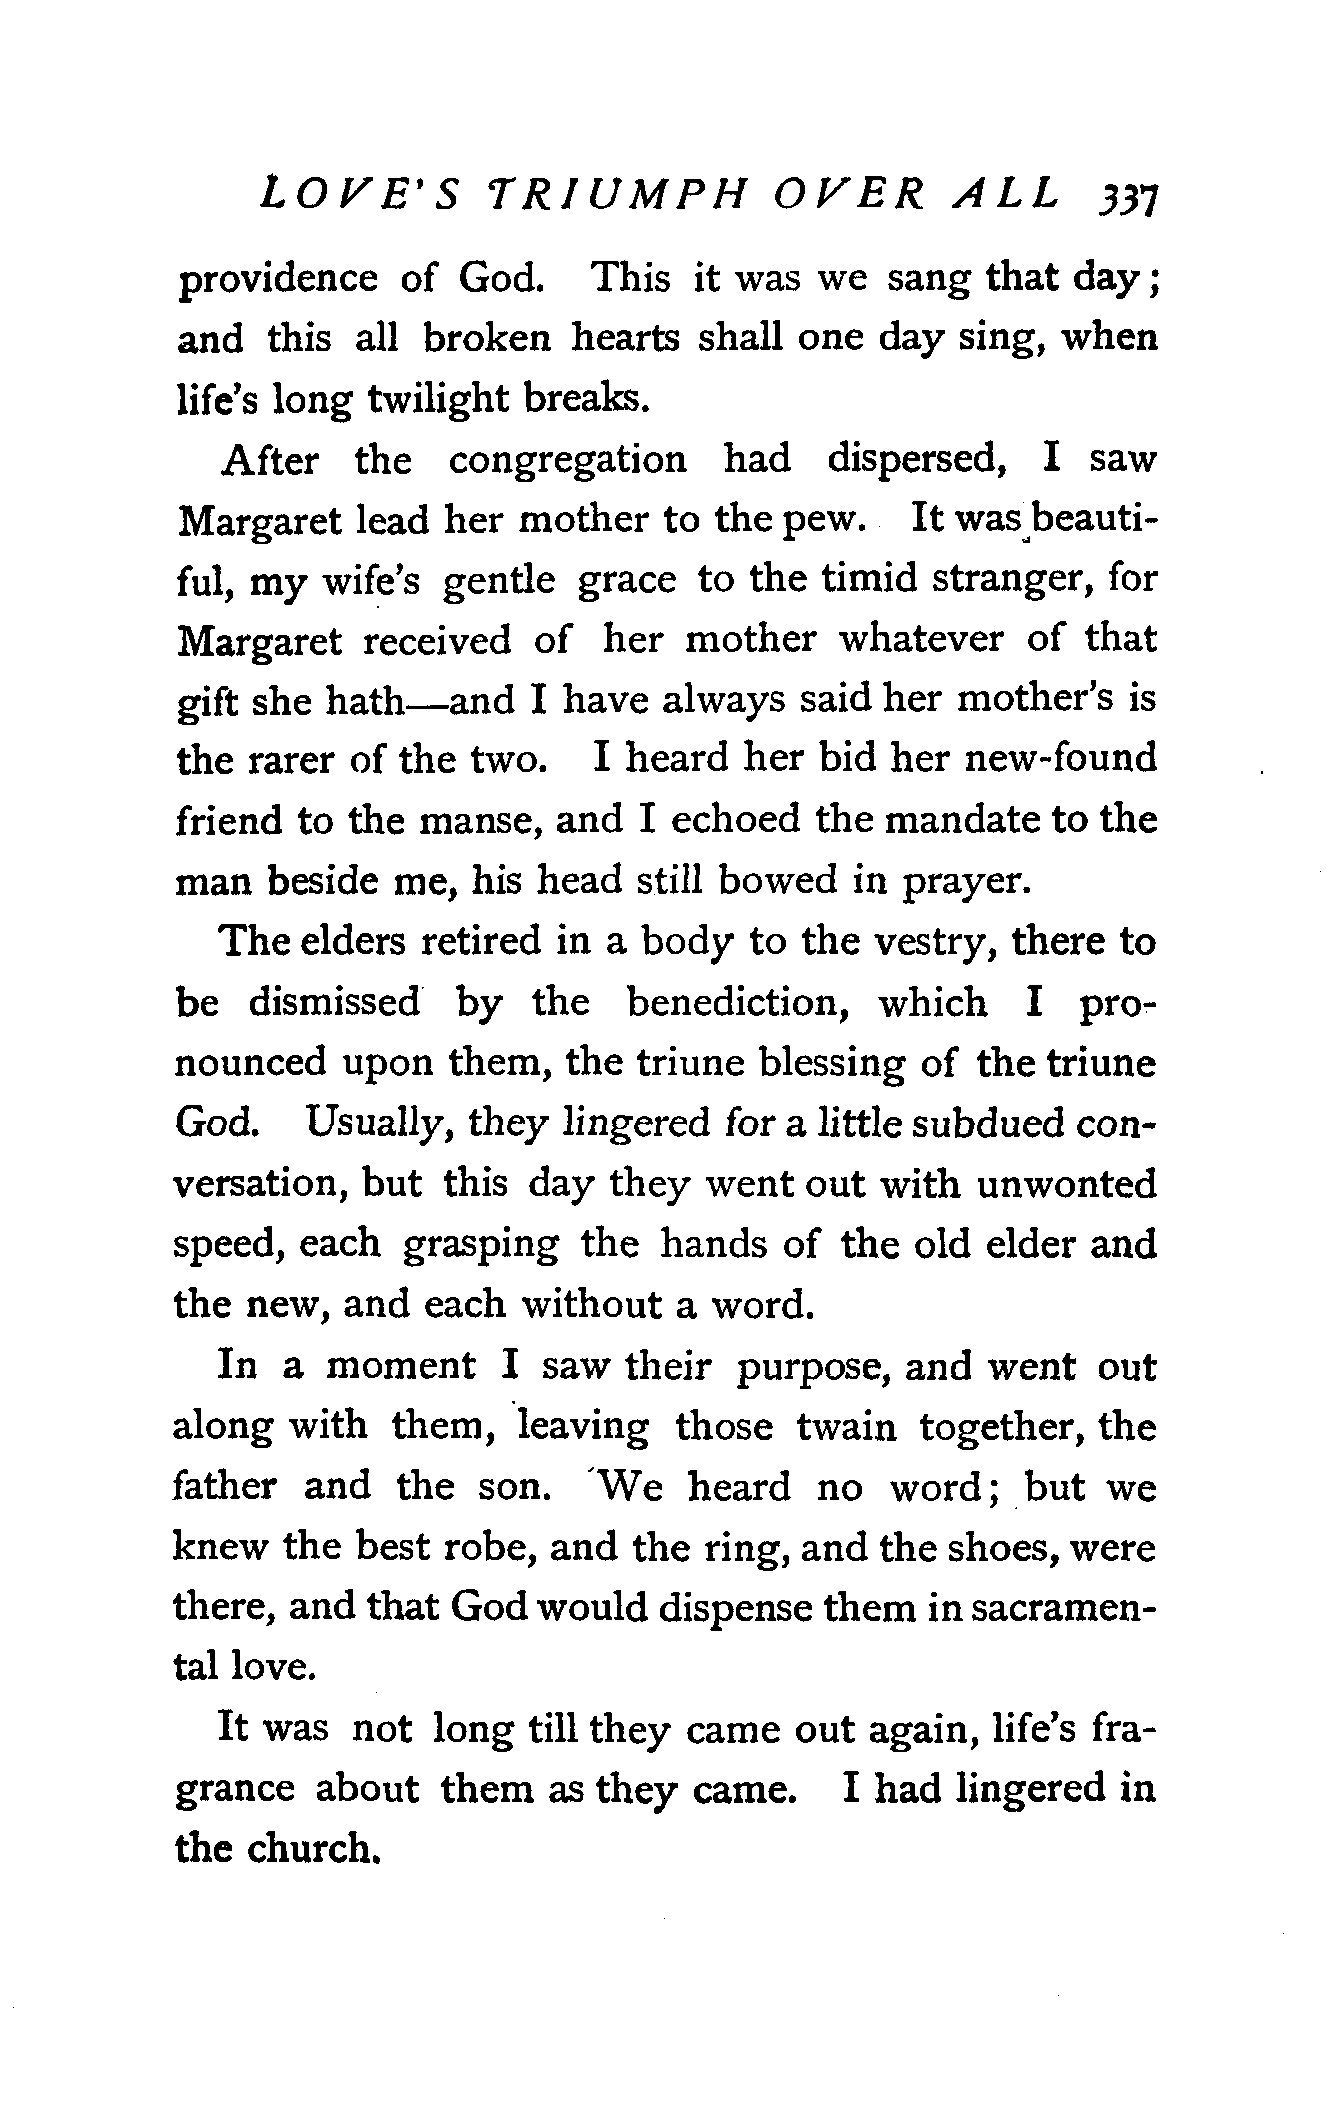 LOVE'S TRIUMPH OVER ALL 337
providence of God. This it was we sang that day;
and this all broken hearts shall one day sing, when
life's long twilight breaks.
After the congregation had dispersed, I saw
Margaret lead her mother to the pew. It was beauti-
ful, my wife's gentle grace to the timid stranger, for
Margaret received of her mother whatever of that
gift she hath—and I have always said her mother's is
the rarer of the two. I heard her bid her new-found
friend to the manse, and I echoed the mandate to the
man beside me, his head still bowed in prayer.
The elders retired in a body to the vestry, there to
be dismissed by the benediction, which I pro-
nounced upon them, the triune blessing of the triune
God. Usually, they lingered for a little subdued con-
versation, but this day they went out with unwonted
speed, each grasping the hands of the old elder and
the new, and each without a word.
In a moment I saw their purpose, and went out
along with them, leaving those twain together, the
father and the son. We heard no word; but we
knew the best robe, and the ring, and the shoes, were
there, and that God would dispense them in sacramen-
tal love.
It was not long till they came out again, life's fra-
grance about them as they came. I had lingered in
the church.